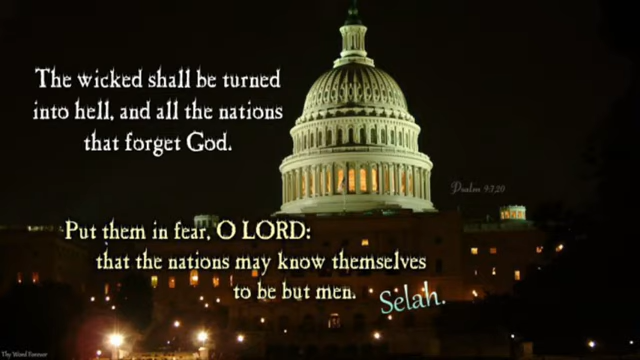 The wicked shall be turned
into hell, and all the nations
that forget God.
Psalm 9:17,20
Put them in fear, O LORD:
that the nations may know themselves
to be but men.
Selah.
Thy Word Forever